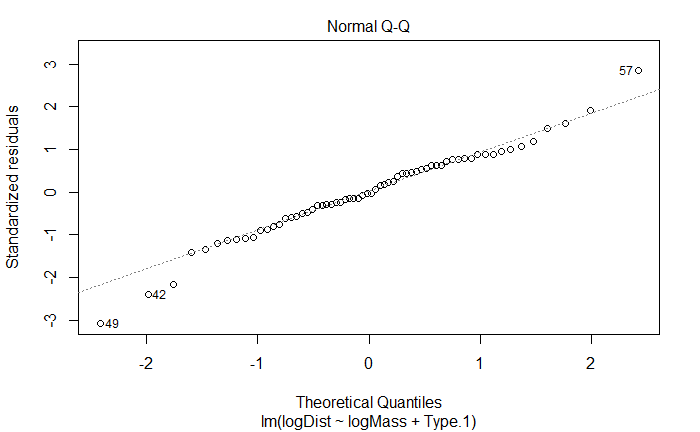 Normal Q-Q
Standardized residuals
3
2
1
0
-1
-2
-3
57
42
49
-2 -1 0 1 2
Theoretical Quantiles
lm(logDist ~ logMass + Type.1)